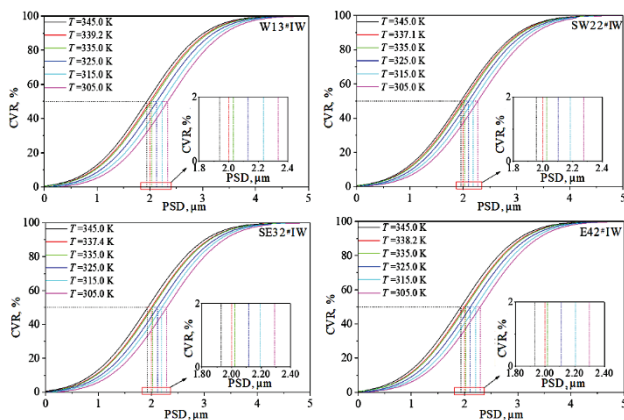 W13#IW
T=345.0 K
T=339.2 K
T=335.0 K
T=325.0 K
T=315.0 K
T=305.0 K
CVR, %
100
80
60
40
20
0
0 1 2 3 4 5
PSD, μm
CVR, %
2
0
1.8 2.0 2.2 2.4
PSD, μm
SW22#IW
T=345.0 K
T=337.1 K
T=335.0 K
T=325.0 K
T=315.0 K
T=305.0 K
CVR, %
100
80
60
40
20
0
0 1 2 3 4 5
PSD, μm
CVR, %
2
0
1.8 2.0 2.2 2.4
PSD, μm
SE32#IW
T=345.0 K
T=337.4 K
T=335.0 K
T=325.0 K
T=315.0 K
T=305.0 K
CVR, %
100
80
60
40
20
0
0 1 2 3 4 5
PSD, μm
CVR, %
2
0
1.80 2.00 2.20 2.40
PSD, μm
E42#IW
T=345.0 K
T=338.2 K
T=335.0 K
T=325.0 K
T=315.0 K
T=305.0 K
CVR, %
100
80
60
40
20
0
0 1 2 3 4 5
PSD, μm
CVR, %
2
1
0
1.80 2.00 2.20 2.40
PSD, μm